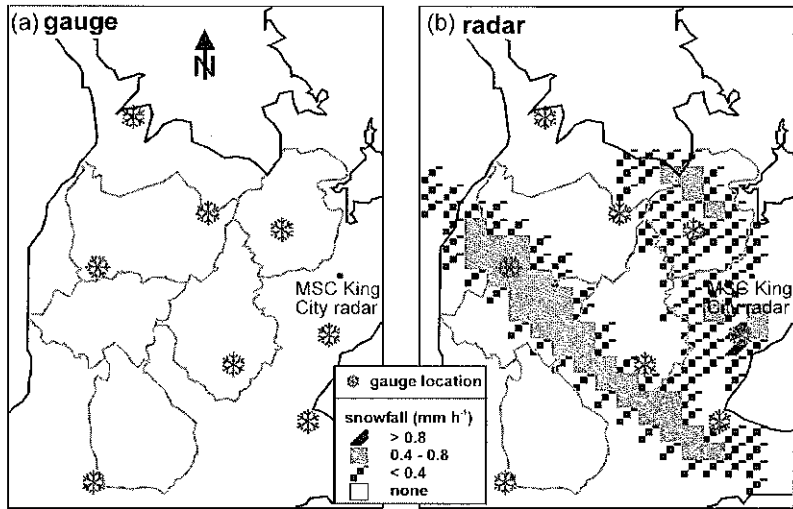 (a) gauge
N
MSC King
City radar
(b) radar
MSC King
City radar
gauge location
snowfall (mm h⁻¹)
> 0.8
0.4 - 0.8
< 0.4
none